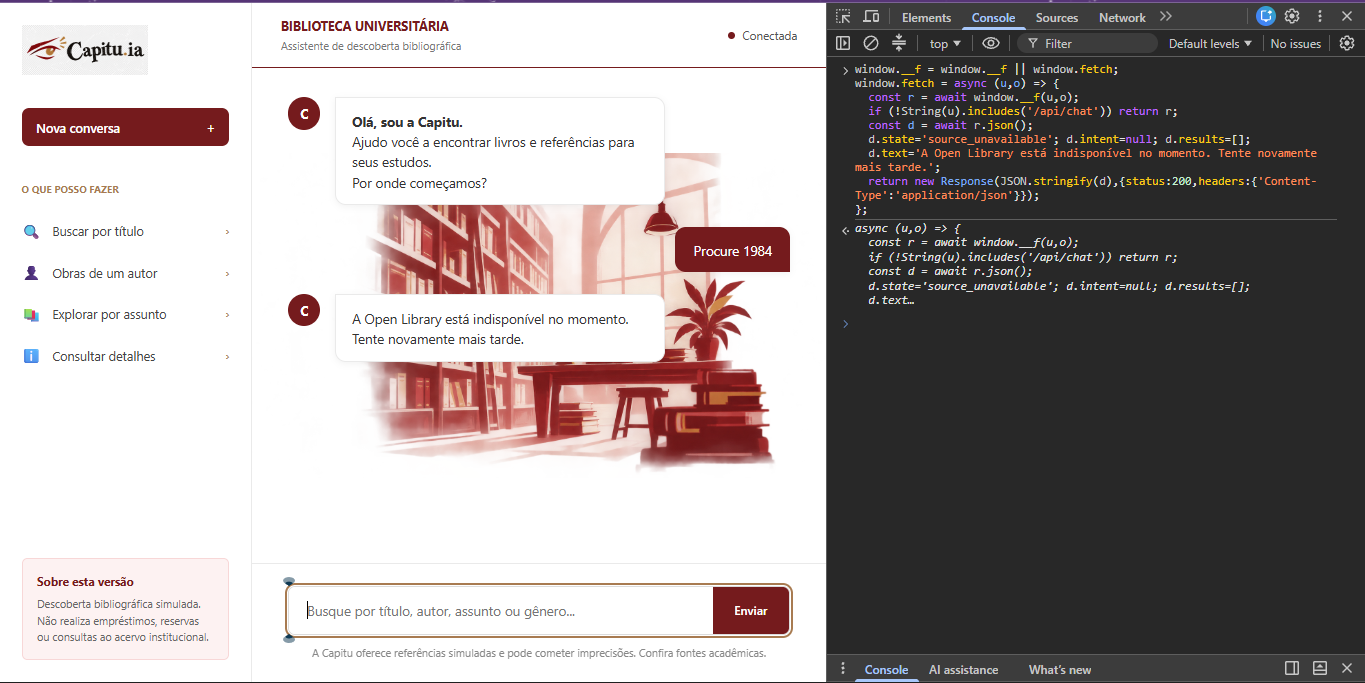 Capitu.ia
Nova conversa +
O QUE POSSO FAZER
Buscar por título ›
Obras de um autor ›
Explorar por assunto ›
Consultar detalhes ›
Sobre esta versão
Descoberta bibliográfica simulada.
Não realiza empréstimos, reservas
ou consultas ao acervo institucional.
BIBLIOTECA UNIVERSITÁRIA
Assistente de descoberta bibliográfica
Conectada
C
Olá, sou a Capitu.
Ajudo você a encontrar livros e referências para
seus estudos.
Por onde começamos?
Procure 1984
C
A Open Library está indisponível no momento.
Tente novamente mais tarde.
Busque por título, autor, assunto ou gênero...
Enviar
A Capitu oferece referências simuladas e pode cometer imprecisões. Confira fontes acadêmicas.
Elements Console Sources Network
top Filter Default levels No issues
window.__f = window.__f || window.fetch;
window.fetch = async (u,o) => {
const r = await window.__f(u,o);
if (!String(u).includes('/api/chat')) return r;
const d = await r.json();
d.state='source_unavailable'; d.intent=null; d.results=[];
d.text='A Open Library está indisponível no momento. Tente novamente
mais tarde.';
return new Response(JSON.stringify(d),{status:200,headers:{'Content-
Type':'application/json'}});
};
async (u,o) => {
const r = await window.__f(u,o);
if (!String(u).includes('/api/chat')) return r;
const d = await r.json();
d.state='source_unavailable'; d.intent=null; d.results=[];
d.text…
Console AI assistance What's new